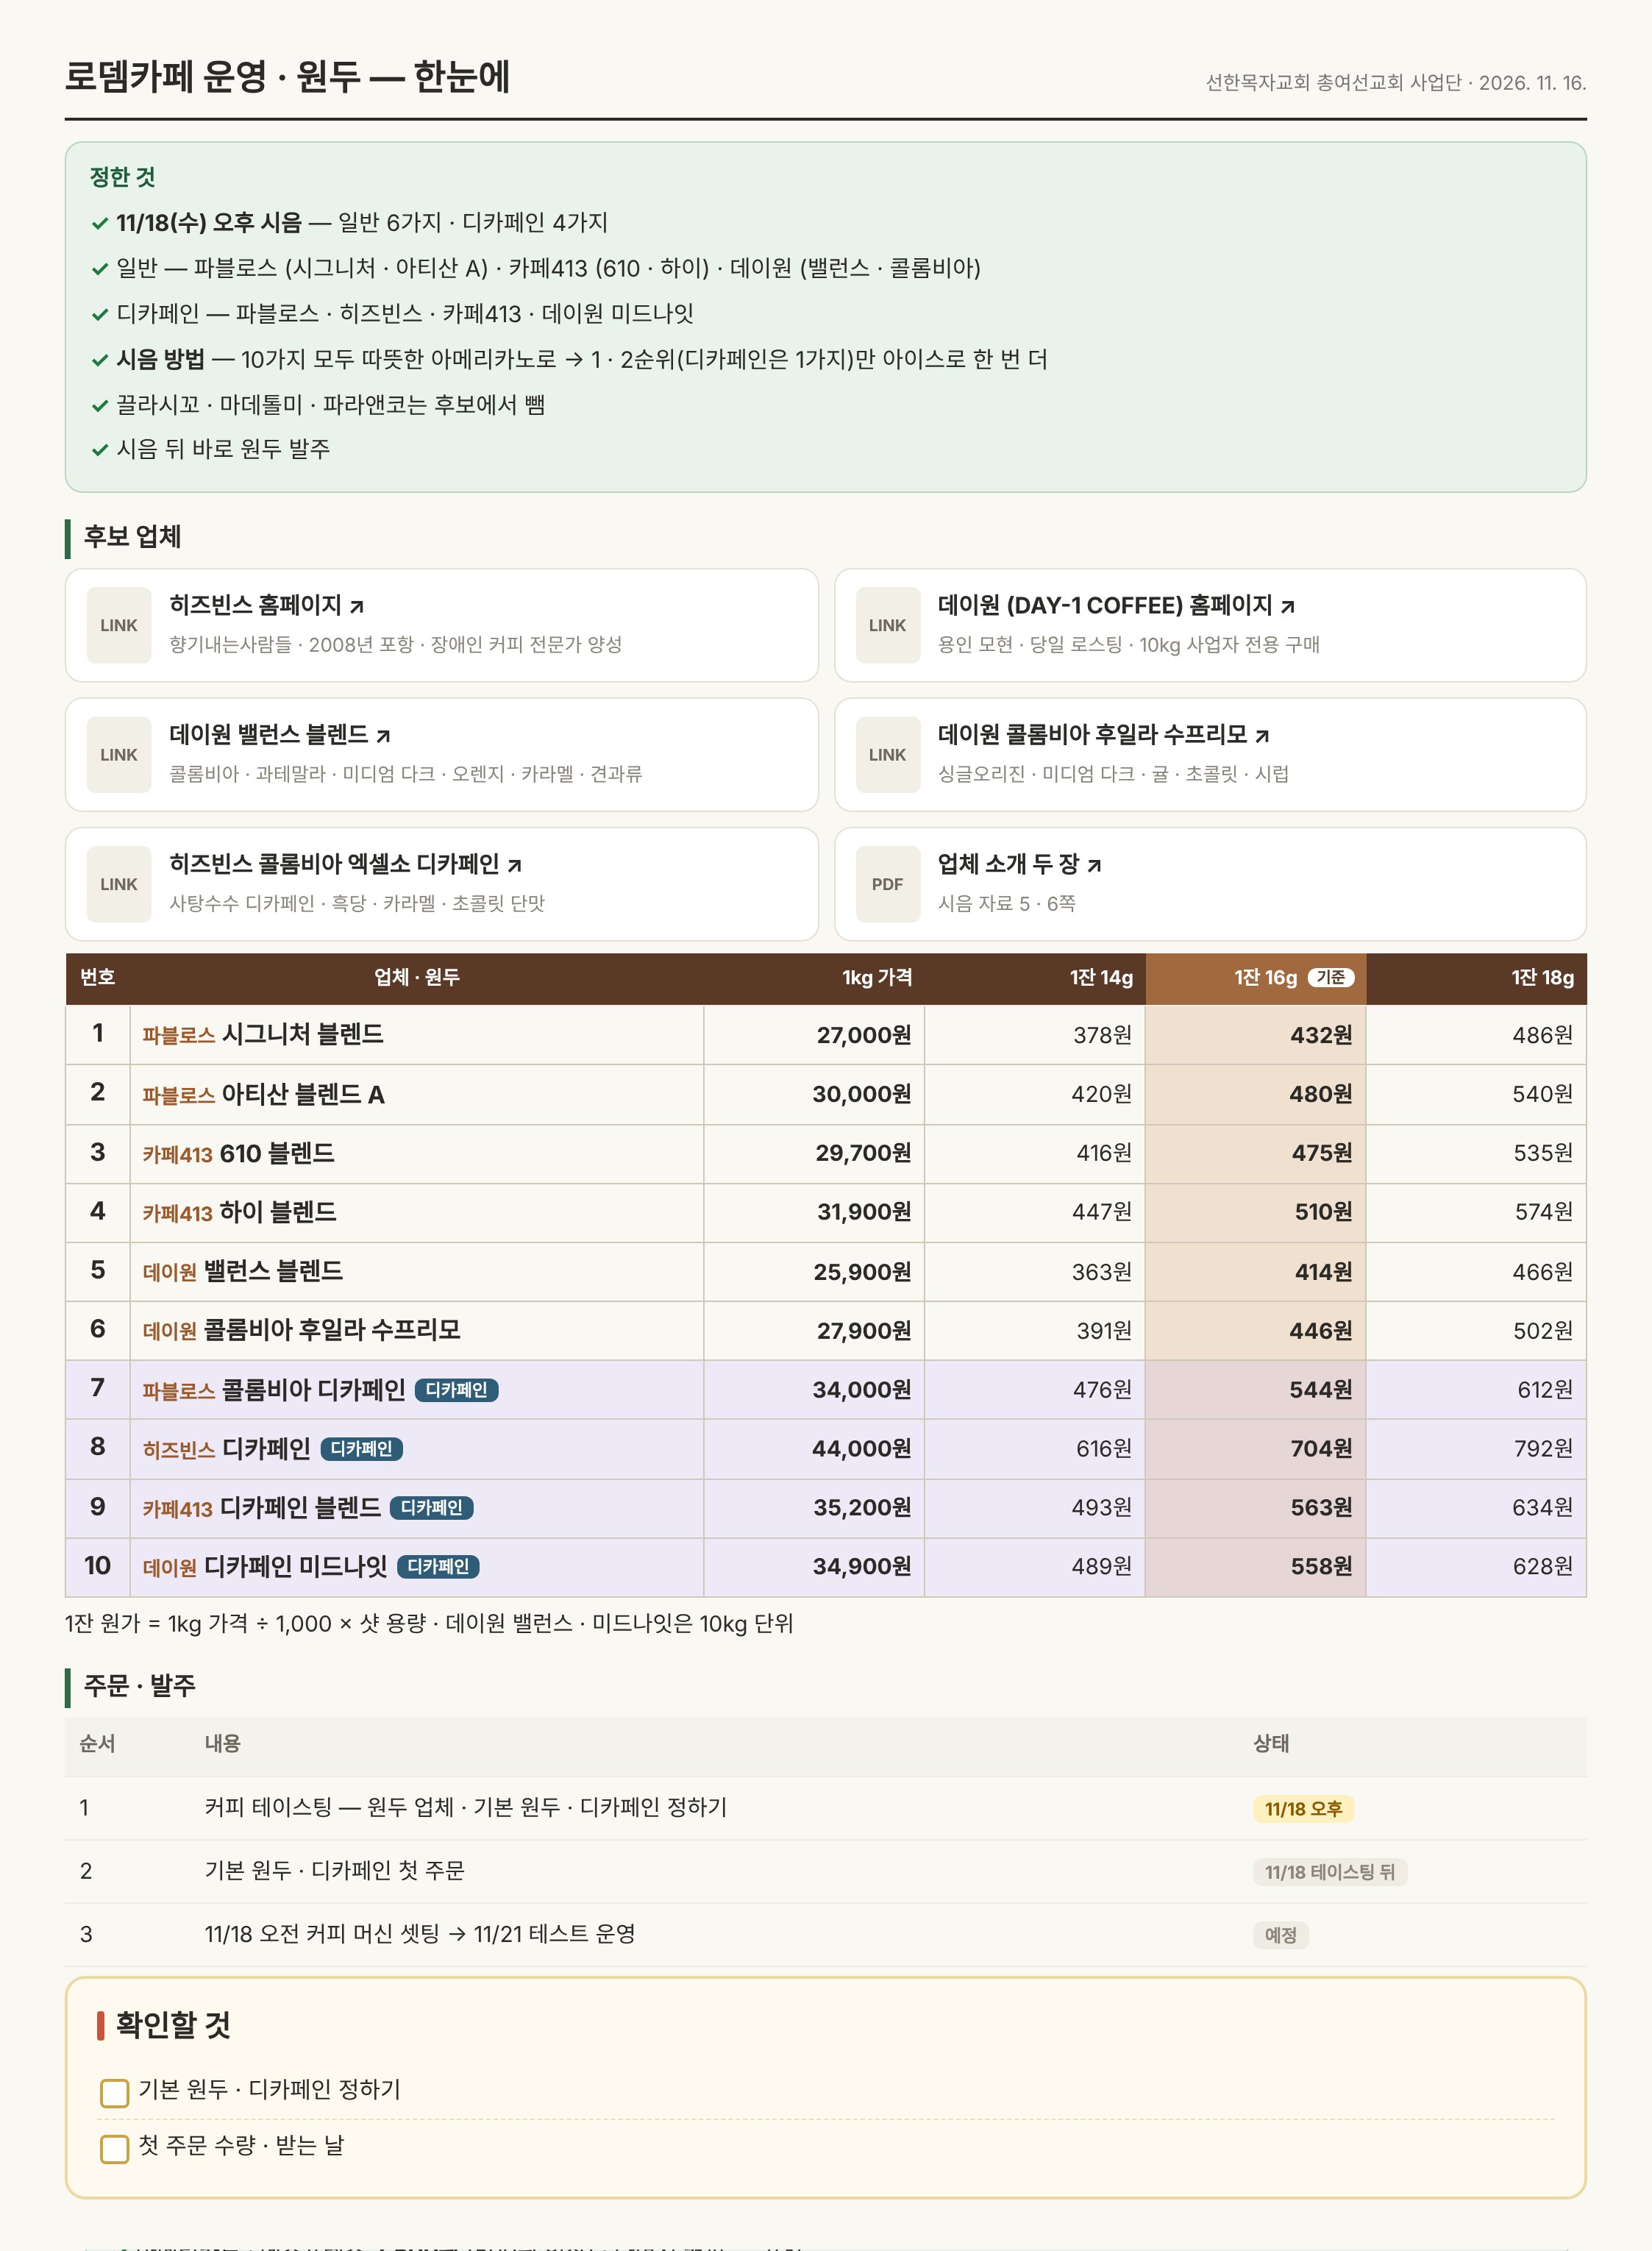 로뎀카페 운영 · 원두 — 한눈에
선한목자교회 총여선교회 사업단 · 2026. 11. 16.
정한 것
✓ 11/18(수) 오후 시음 — 일반 6가지 · 디카페인 4가지
✓ 일반 — 파블로스 (시그니처 · 아티산 A) · 카페413 (610 · 하이) · 데이원 (밸런스 · 콜롬비아)
✓ 디카페인 — 파블로스 · 히즈빈스 · 카페413 · 데이원 미드나잇
✓ 시음 방법 — 10가지 모두 따뜻한 아메리카노로 → 1 · 2순위(디카페인은 1가지)만 아이스로 한 번 더
✓ 끌라시꼬 · 마데톨미 · 파라앤코는 후보에서 뺌
✓ 시음 뒤 바로 원두 발주
후보 업체
LINK 히즈빈스 홈페이지 ↗
향기내는사람들 · 2008년 포항 · 장애인 커피 전문가 양성
LINK 데이원 (DAY-1 COFFEE) 홈페이지 ↗
용인 모현 · 당일 로스팅 · 10kg 사업자 전용 구매
LINK 데이원 밸런스 블렌드 ↗
콜롬비아 · 과테말라 · 미디엄 다크 · 오렌지 · 카라멜 · 견과류
LINK 데이원 콜롬비아 후일라 수프리모 ↗
싱글오리진 · 미디엄 다크 · 귤 · 초콜릿 · 시럽
LINK 히즈빈스 콜롬비아 엑셀소 디카페인 ↗
사탕수수 디카페인 · 흑당 · 카라멜 · 초콜릿 단맛
PDF 업체 소개 두 장 ↗
시음 자료 5 · 6쪽
번호 업체 · 원두 1kg 가격 1잔 14g 1잔 16g 기준 1잔 18g
1 파블로스 시그니처 블렌드 27,000원 378원 432원 486원
2 파블로스 아티산 블렌드 A 30,000원 420원 480원 540원
3 카페413 610 블렌드 29,700원 416원 475원 535원
4 카페413 하이 블렌드 31,900원 447원 510원 574원
5 데이원 밸런스 블렌드 25,900원 363원 414원 466원
6 데이원 콜롬비아 후일라 수프리모 27,900원 391원 446원 502원
7 파블로스 콜롬비아 디카페인 디카페인 34,000원 476원 544원 612원
8 히즈빈스 디카페인 디카페인 44,000원 616원 704원 792원
9 카페413 디카페인 블렌드 디카페인 35,200원 493원 563원 634원
10 데이원 디카페인 미드나잇 디카페인 34,900원 489원 558원 628원
1잔 원가 = 1kg 가격 ÷ 1,000 × 샷 용량 · 데이원 밸런스 · 미드나잇은 10kg 단위
주문 · 발주
순서 내용 상태
1 커피 테이스팅 — 원두 업체 · 기본 원두 · 디카페인 정하기 11/18 오후
2 기본 원두 · 디카페인 첫 주문 11/18 테이스팅 뒤
3 11/18 오전 커피 머신 셋팅 → 11/21 테스트 운영 예정
확인할 것
기본 원두 · 디카페인 정하기
첫 주문 수량 · 받는 날